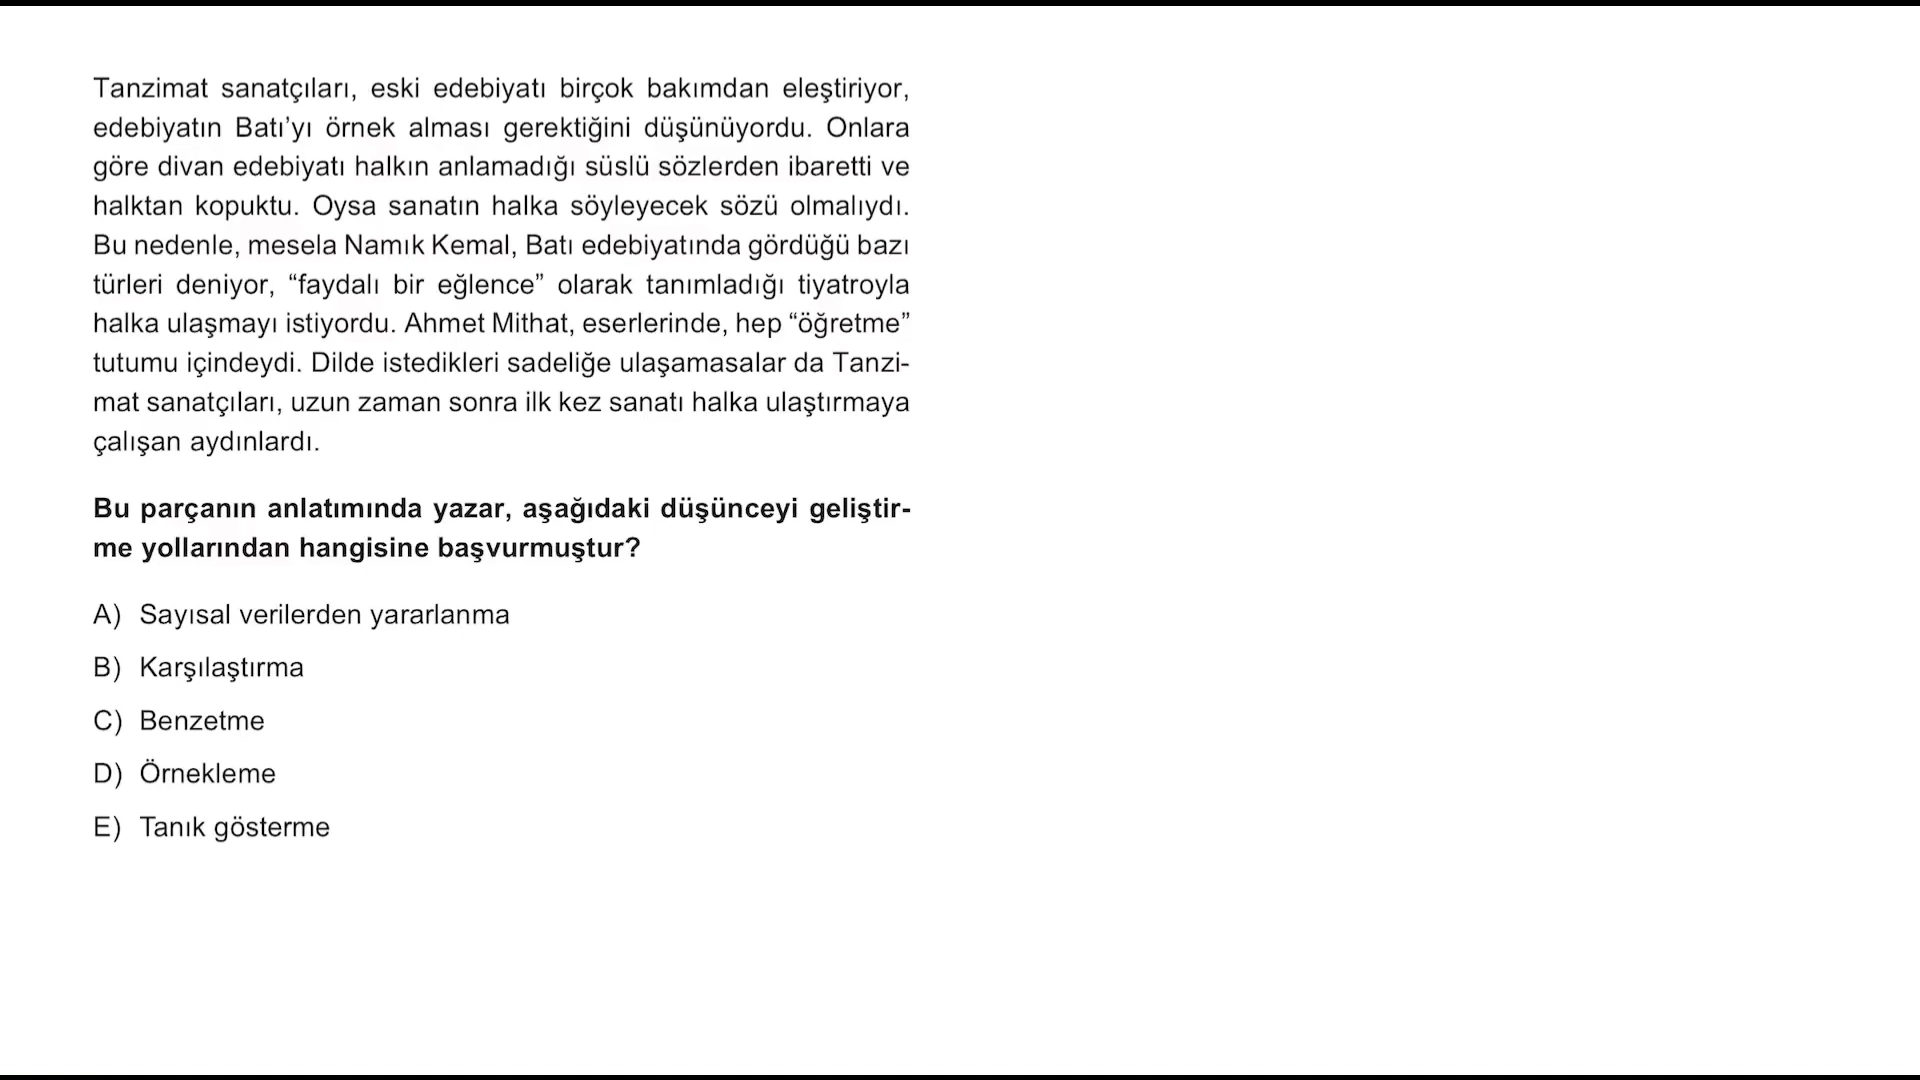 Tanzimat sanatçıları, eski edebiyatı birçok bakımdan eleştiriyor,
edebiyatın Batı’yı örnek alması gerektiğini düşünüyordu. Onlara
göre divan edebiyatı halkın anlamadığı süslü sözlerden ibaretti ve
halktan kopuktu. Oysa sanatın halka söyleyecek sözü olmalıydı.
Bu nedenle, mesela Namık Kemal, Batı edebiyatında gördüğü bazı
türleri deniyor, “faydalı bir eğlence” olarak tanımladığı tiyatroyla
halka ulaşmayı istiyordu. Ahmet Mithat, eserlerinde, hep “öğretme”
tutumu içindeydi. Dilde istedikleri sadeliğe ulaşamasalar da Tanzi-
mat sanatçıları, uzun zaman sonra ilk kez sanatı halka ulaştırmaya
çalışan aydınlardı.
Bu parçanın anlatımında yazar, aşağıdaki düşünceyi geliştir-
me yollarından hangisine başvurmuştur?
A) Sayısal verilerden yararlanma
B) Karşılaştırma
C) Benzetme
D) Örnekleme
E) Tanık gösterme